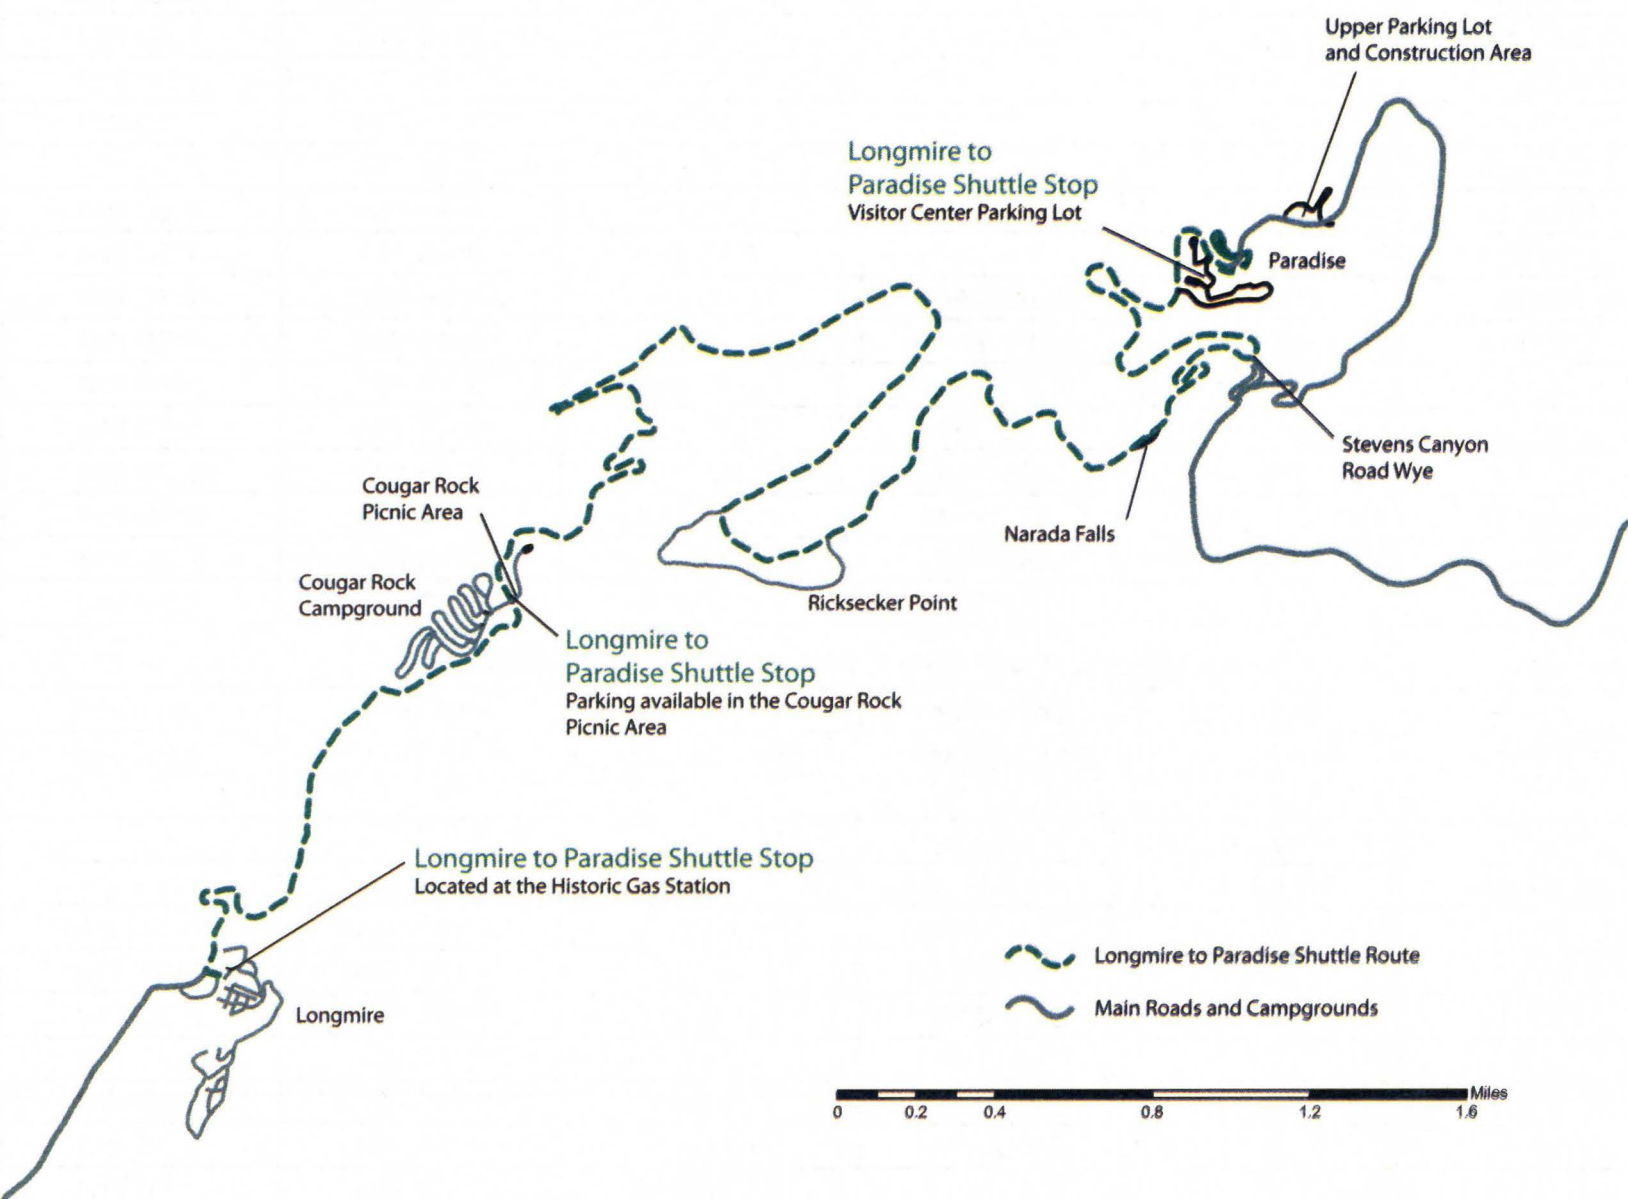 Upper Parking Lot
and Construction Area
Longmire to
Paradise Shuttle Stop
Visitor Center Parking Lot
Paradise
Stevens Canyon
Road Wye
Cougar Rock
Picnic Area
Narada Falls
Cougar Rock
Campground
Ricksecker Point
Longmire to
Paradise Shuttle Stop
Parking available in the Cougar Rock
Picnic Area
Longmire to Paradise Shuttle Stop
Located at the Historic Gas Station
Longmire to Paradise Shuttle Route
Longmire
Main Roads and Campgrounds
Miles
0 0.2 0.4 0.8 1.2 1.6